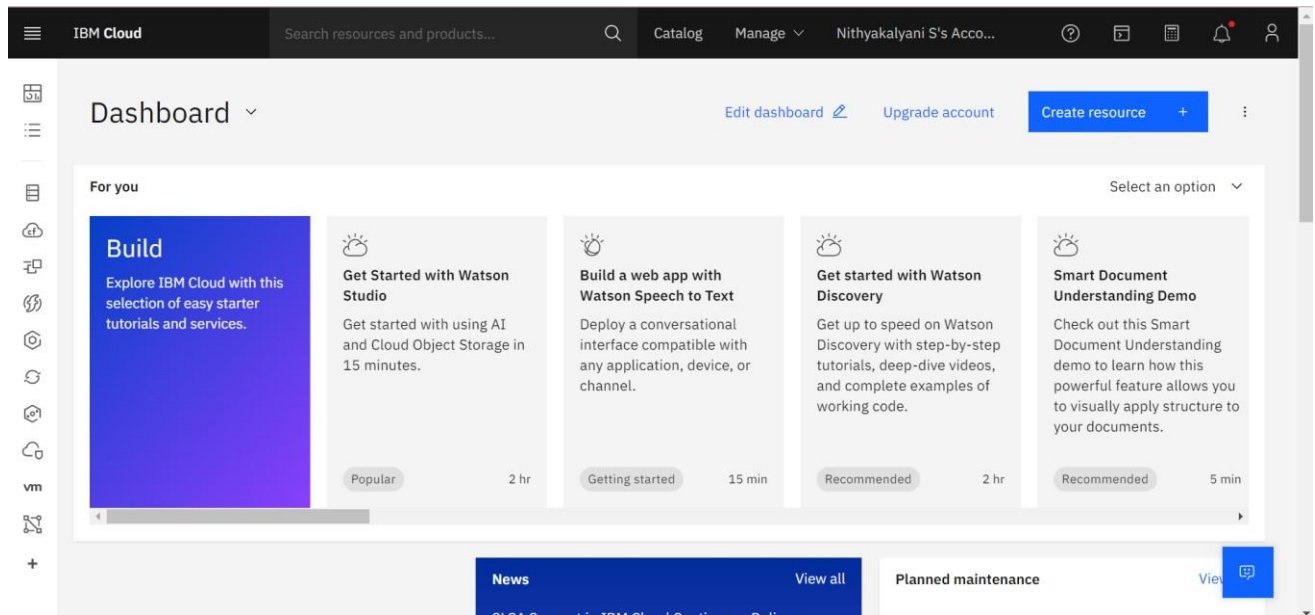 IBM Cloud
Search resources and products...
Catalog
Manage
Nithyakalyani S's Acco...
Dashboard
Edit dashboard
Upgrade account
Create resource +
For you
Select an option
Build
Explore IBM Cloud with this
selection of easy starter
tutorials and services.
Get Started with Watson
Studio
Get started with using AI
and Cloud Object Storage in
15 minutes.
Popular
2 hr
Build a web app with
Watson Speech to Text
Deploy a conversational
interface compatible with
any application, device, or
channel.
Getting started
15 min
Get started with Watson
Discovery
Get up to speed on Watson
Discovery with step-by-step
tutorials, deep-dive videos,
and complete examples of
working code.
Recommended
2 hr
Smart Document
Understanding Demo
Check out this Smart
Document Understanding
demo to learn how this
powerful feature allows you
to visually apply structure to
your documents.
Recommended
5 min
vm
+
News
View all
Planned maintenance